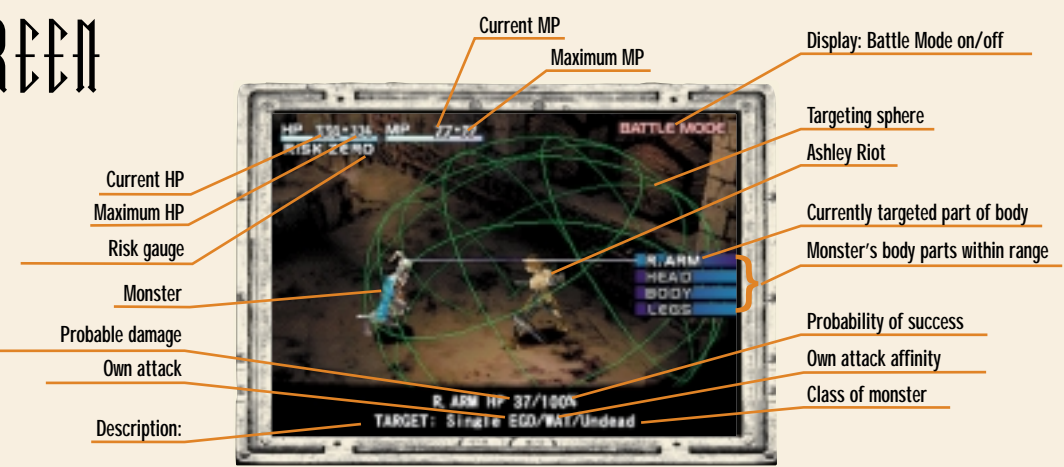 REEN
Current MP
Maximum MP
Display: Battle Mode on/off
Targeting sphere
Ashley Riot
Currently targeted part of body
Monster's body parts within range
Current HP
Maximum HP
Risk gauge
Monster
Probable damage
Own attack
Description:
Probability of success
Own attack affinity
Class of monster
HP MP
BATTLE MODE
RISK ZERO
R.ARM
HEAD
BODY
LEGS
R.ARM HP 37/100%
TARGET: Single EGD/WAT/Undead